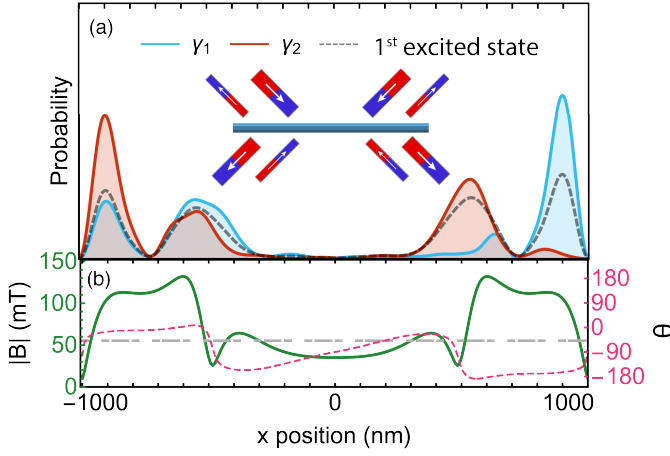 (a)
γ1 γ2 1st excited state
Probability
(b)
150
100
50
0
|B| (mT)
180
90
0
−90
−180
θ
−1000 0 1000
x position (nm)